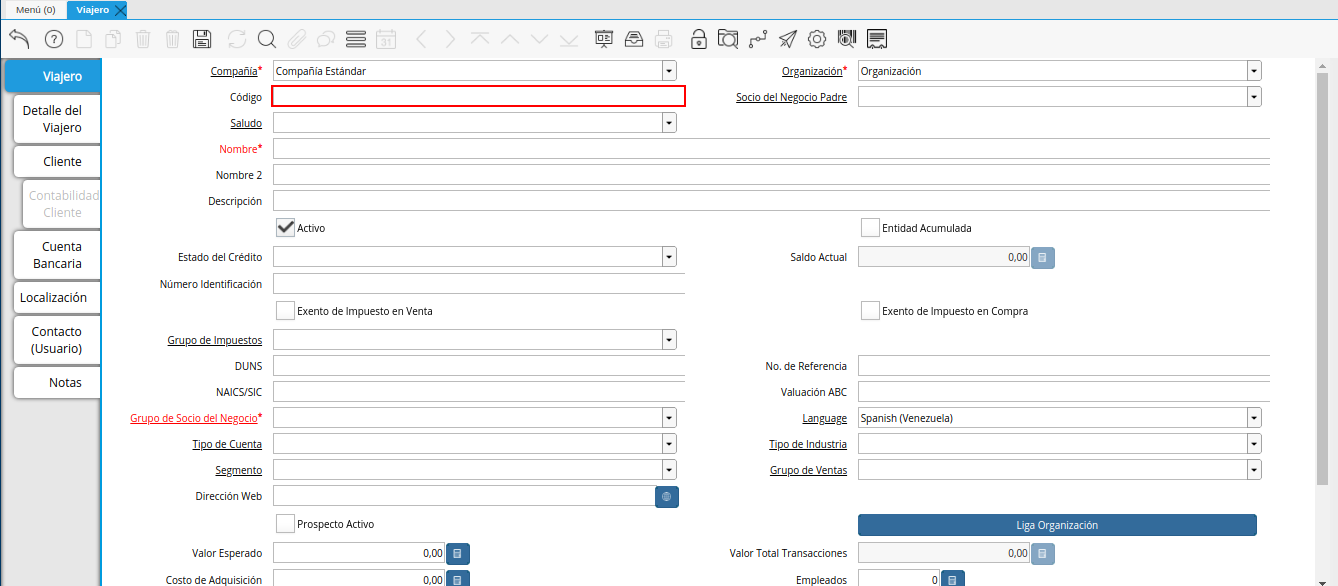 Menú (0)
Viajero
31
Viajero
Detalle del
Viajero
Cliente
Contabilidad
Cliente
Cuenta
Bancaria
Localización
Contacto
(Usuario)
Notas
Compañía* Compañía Estándar
Organización* Organización
Código
Socio del Negocio Padre
Saludo
Nombre*
Nombre 2
Descripción
Activo
Entidad Acumulada
Estado del Crédito
Saldo Actual 0,00
Número Identificación
Exento de Impuesto en Venta
Exento de Impuesto en Compra
Grupo de Impuestos
DUNS
No. de Referencia
NAICS/SIC
Valuación ABC
Grupo de Socio del Negocio*
Language Spanish (Venezuela)
Tipo de Cuenta
Tipo de Industria
Segmento
Grupo de Ventas
Dirección Web
Prospecto Activo
Liga Organización
Valor Esperado 0,00
Valor Total Transacciones 0,00
Costo de Adquisición 0,00
Empleados 0